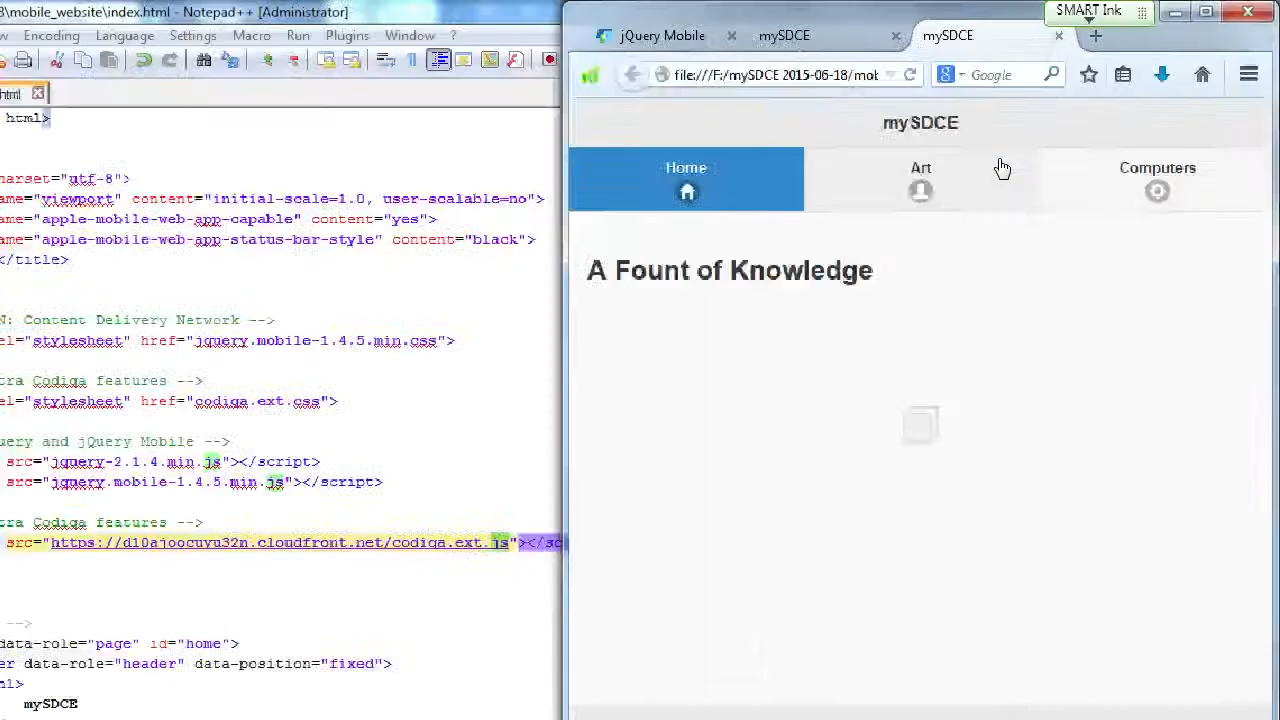 8\mobile_website\index.html - Notepad++ [Administrator]
w Encoding Language Settings Macro Run Plugins Window ?
html
html>
harset="utf-8">
ame="viewport" content="initial-scale=1.0, user-scalable=no">
ame="apple-mobile-web-app-capable" content="yes">
ame="apple-mobile-web-app-status-bar-style" content="black">
</title>
N: Content Delivery Network -->
el="stylesheet" href="jquery.mobile-1.4.5.min.css">
tra Codiqa features -->
el="stylesheet" href="codiqa.ext.css">
uery and jQuery Mobile -->
src="jquery-2.1.4.min.js"></script>
src="jquery.mobile-1.4.5.min.js"></script>
tra Codiqa features -->
src="https://d10ajoocuyu32n.cloudfront.net/codiqa.ext.js"></sc
-->
data-role="page" id="home">
er data-role="header" data-position="fixed">
h1>
mySDCE
SMART Ink
jQuery Mobile
mySDCE
mySDCE
file:///F:/mySDCE 2015-06-18/mob
Google
mySDCE
Home
Art
Computers
A Fount of Knowledge